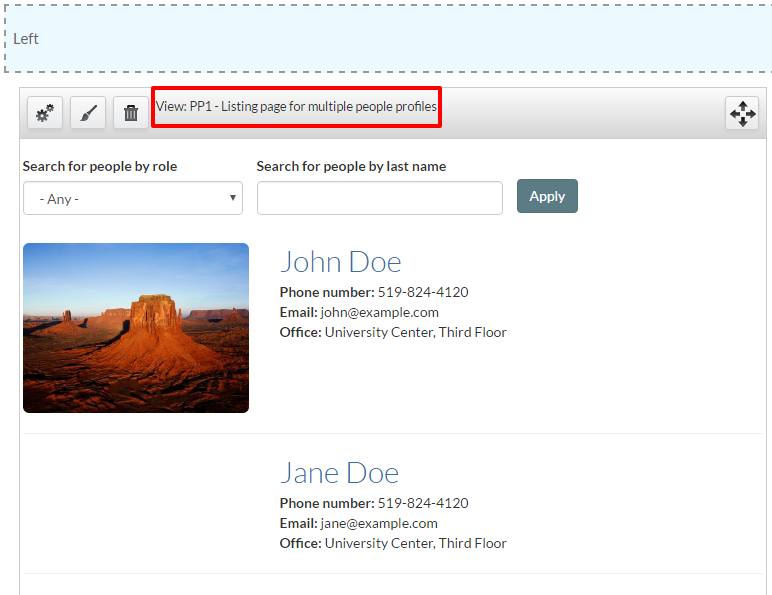 Left
View: PP1 - Listing page for multiple people profiles
Search for people by role
Search for people by last name
- Any -
Apply
John Doe
Phone number: 519-824-4120
Email: john@example.com
Office: University Center, Third Floor
Jane Doe
Phone number: 519-824-4120
Email: jane@example.com
Office: University Center, Third Floor